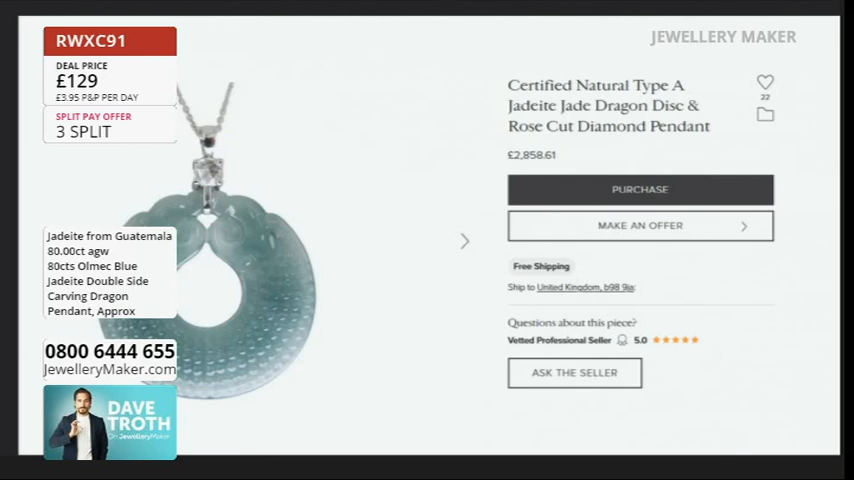 RWXC91
DEAL PRICE
£129
£3.95 P&P PER DAY
SPLIT PAY OFFER
3 SPLIT
Jadeite from Guatemala
80.00ct agw
80cts Olmec Blue
Jadeite Double Side
Carving Dragon
Pendant, Approx
0800 6444 655
JewelleryMaker.com
DAVE
TROTH
On JewelleryMaker
JEWELLERY MAKER
Certified Natural Type A
Jadeite Jade Dragon Disc &
Rose Cut Diamond Pendant
22
£2,858.61
PURCHASE
MAKE AN OFFER
Free Shipping
Ship to United Kingdom, b98 9ja:
Questions about this piece?
Vetted Professional Seller 5.0
ASK THE SELLER